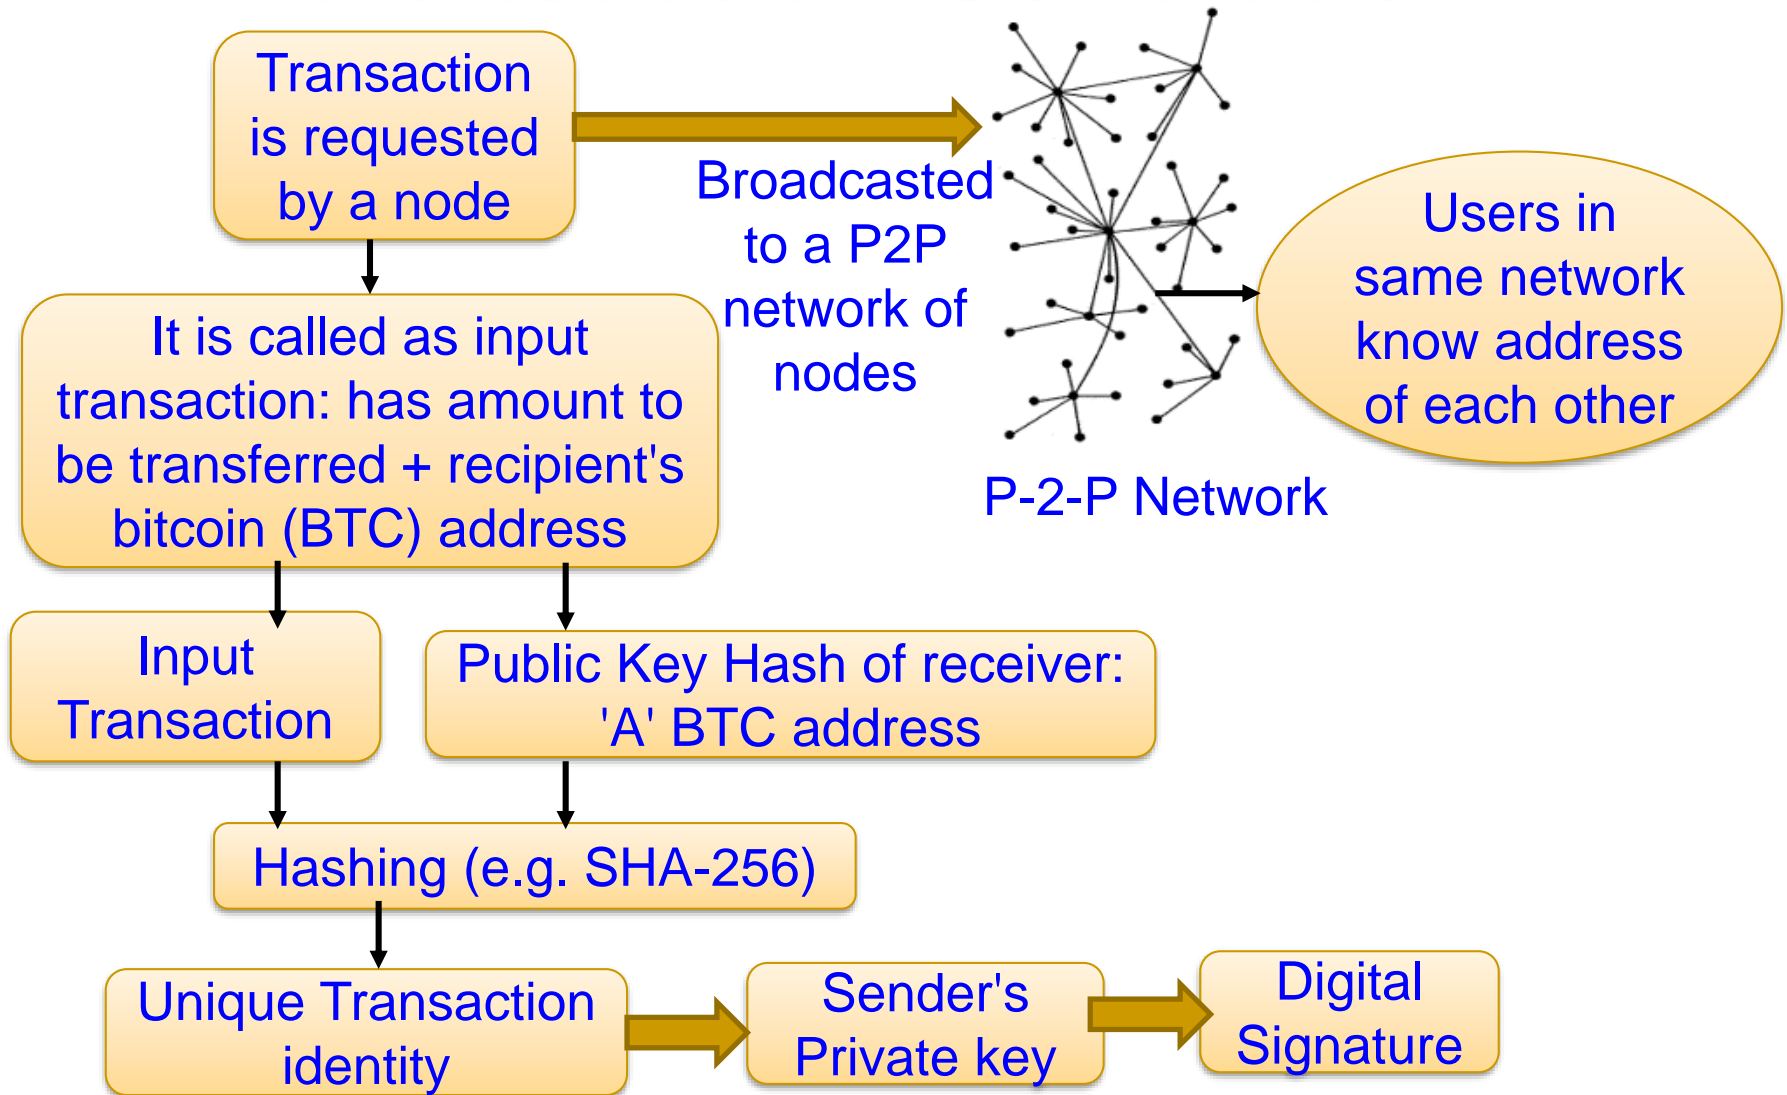 Transaction
is requested
by a node
Broadcasted
to a P2P
network of
nodes
P-2-P Network
Users in
same network
know address
of each other
It is called as input
transaction: has amount to
be transferred + recipient's
bitcoin (BTC) address
Input
Transaction
Public Key Hash of receiver:
'A' BTC address
Hashing (e.g. SHA-256)
Unique Transaction
identity
Sender's
Private key
Digital
Signature